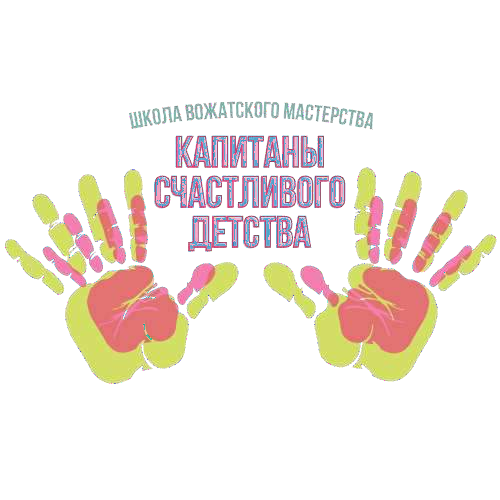 ШКОЛА ВОЖАТСКОГО МАСТЕРСТВА
КАПИТАНЫ
СЧАСТЛИВОГО
ДЕТСТВА